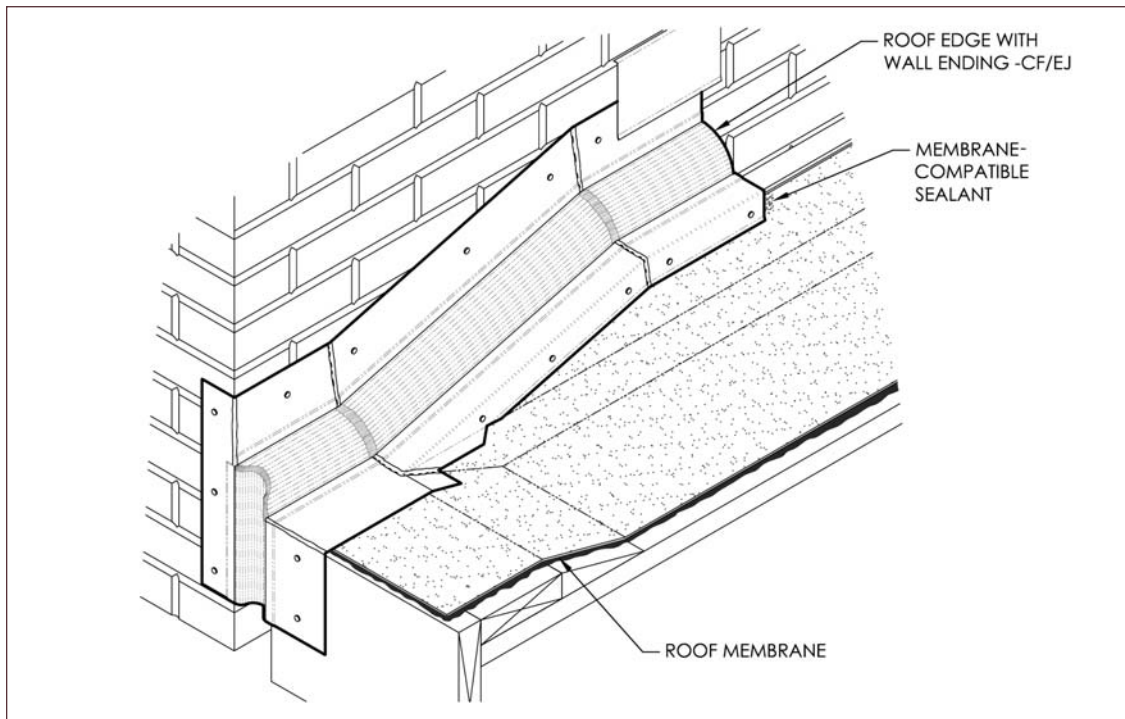 ROOF EDGE WITH
WALL ENDING -CF/EJ
MEMBRANE-
COMPATIBLE
SEALANT
ROOF MEMBRANE